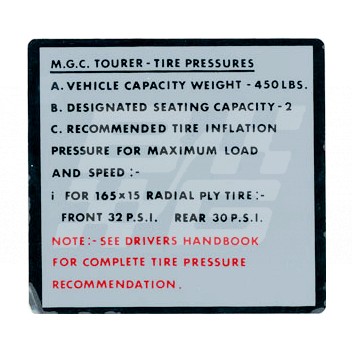 M.G.C. TOURER - TIRE PRESSURES
A. VEHICLE CAPACITY WEIGHT - 450 LBS.
B. DESIGNATED SEATING CAPACITY - 2
C. RECOMMENDED TIRE INFLATION
PRESSURE FOR MAXIMUM LOAD
AND SPEED :-
i FOR 165 x 15 RADIAL PLY TIRE :-
FRONT 32 P.S.I. REAR 30 P.S.I.
NOTE :- SEE DRIVERS HANDBOOK
FOR COMPLETE TIRE PRESSURE
RECOMMENDATION.